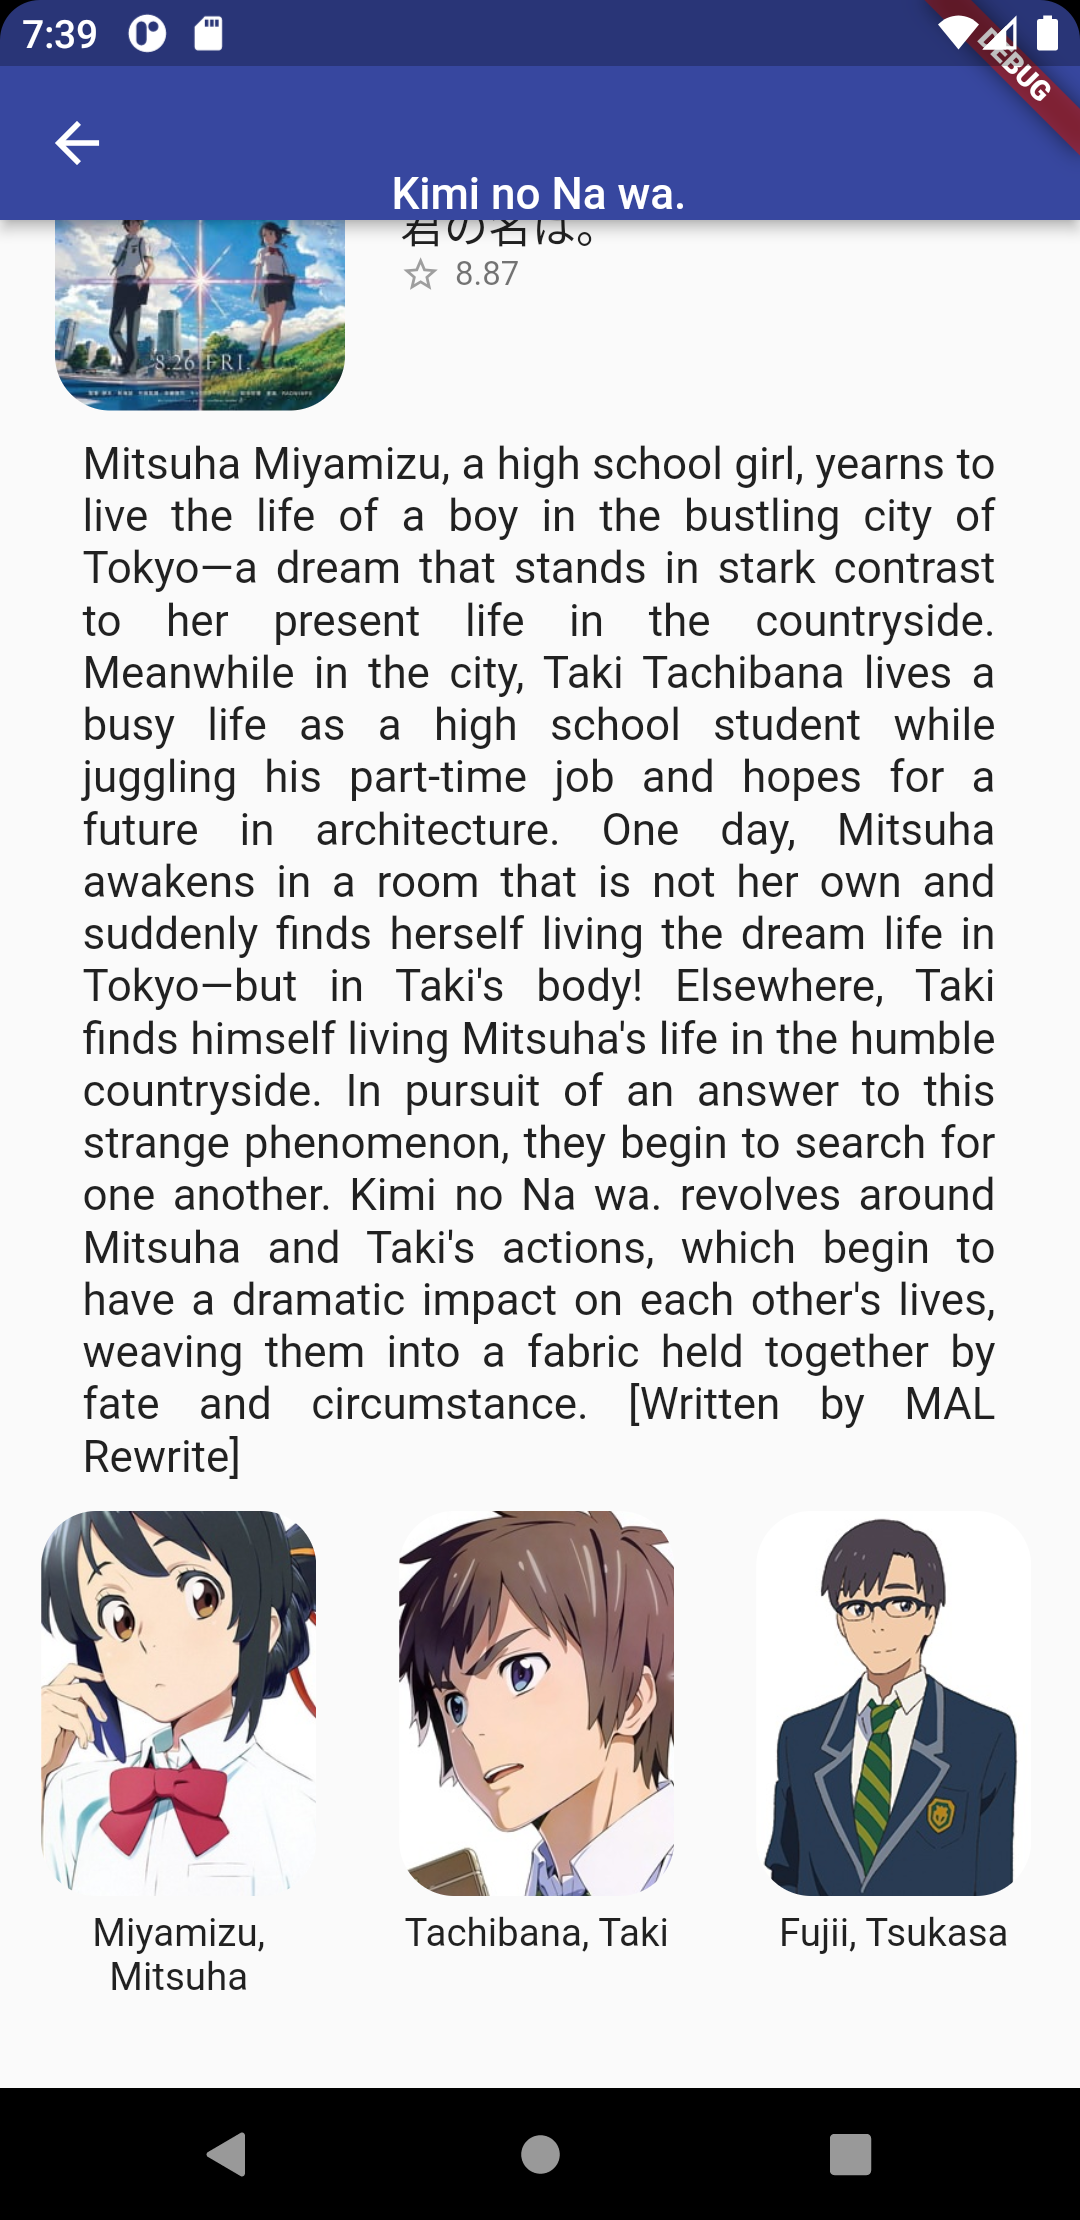 7:39
DEBUG
Kimi no Na wa.
君の名は。
8.87
8.26 FRI.
Mitsuha Miyamizu, a high school girl, yearns to
live the life of a boy in the bustling city of
Tokyo—a dream that stands in stark contrast
to her present life in the countryside.
Meanwhile in the city, Taki Tachibana lives a
busy life as a high school student while
juggling his part-time job and hopes for a
future in architecture. One day, Mitsuha
awakens in a room that is not her own and
suddenly finds herself living the dream life in
Tokyo—but in Taki's body! Elsewhere, Taki
finds himself living Mitsuha's life in the humble
countryside. In pursuit of an answer to this
strange phenomenon, they begin to search for
one another. Kimi no Na wa. revolves around
Mitsuha and Taki's actions, which begin to
have a dramatic impact on each other's lives,
weaving them into a fabric held together by
fate and circumstance. [Written by MAL
Rewrite]
Miyamizu,
Mitsuha
Tachibana, Taki
Fujii, Tsukasa